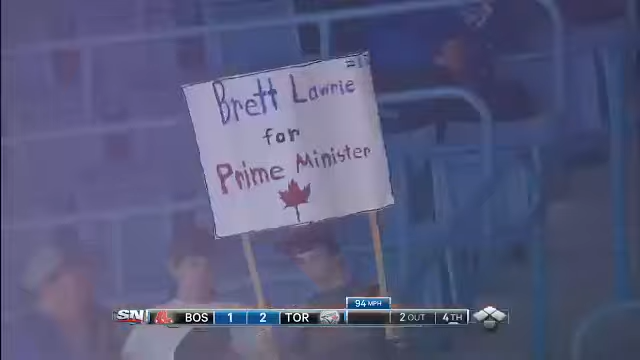 Brett Lawrie
for
Prime Minister
94 MPH
SN BOS 1 2 TOR 2 OUT 4TH